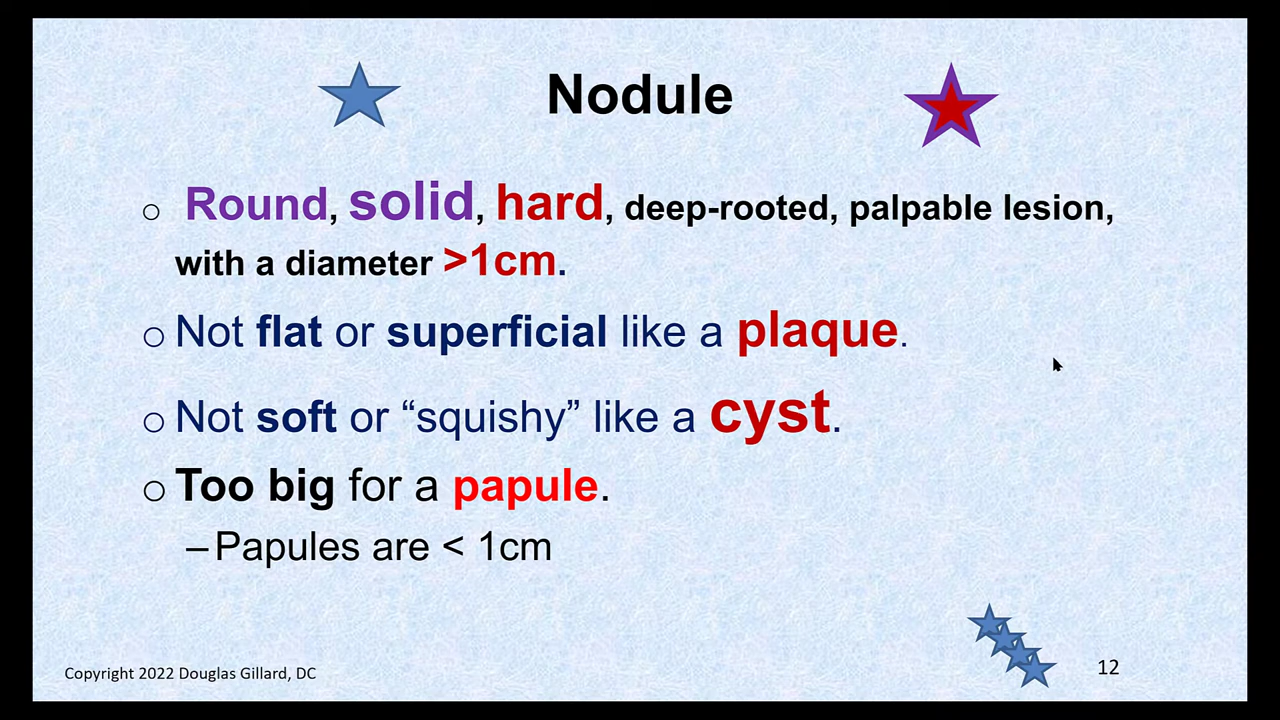 Nodule
○ Round, solid, hard, deep-rooted, palpable lesion,
with a diameter >1cm.
○ Not flat or superficial like a plaque.
○ Not soft or “squishy” like a cyst.
○ Too big for a papule.
–Papules are < 1cm
Copyright 2022 Douglas Gillard, DC
12